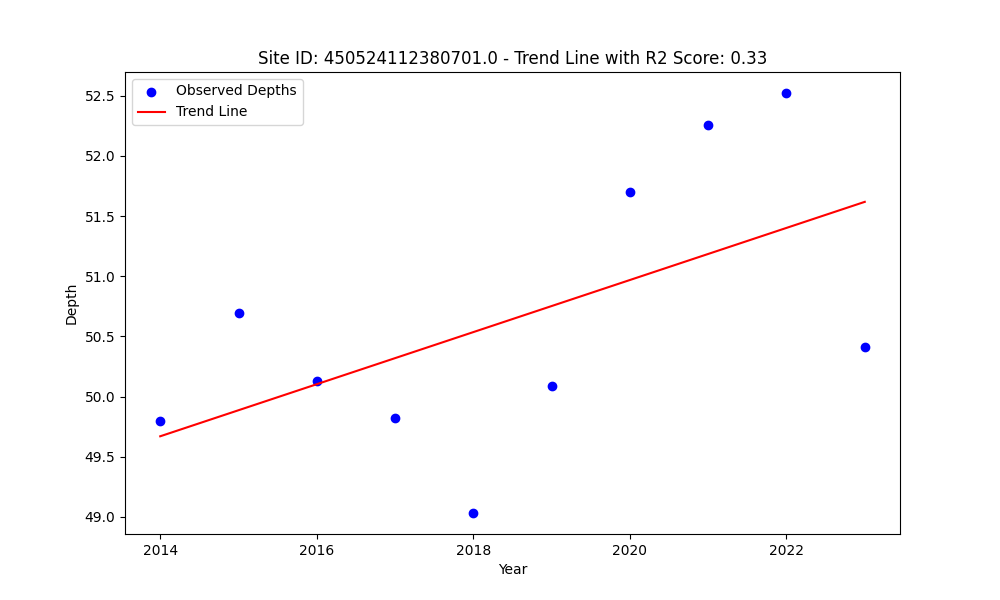 Site ID: 450524112380701.0 - Trend Line with R2 Score: 0.33
Observed Depths
Trend Line
52.5
52.0
51.5
51.0
50.5
50.0
49.5
49.0
Depth
2014
2016
2018
2020
2022
Year